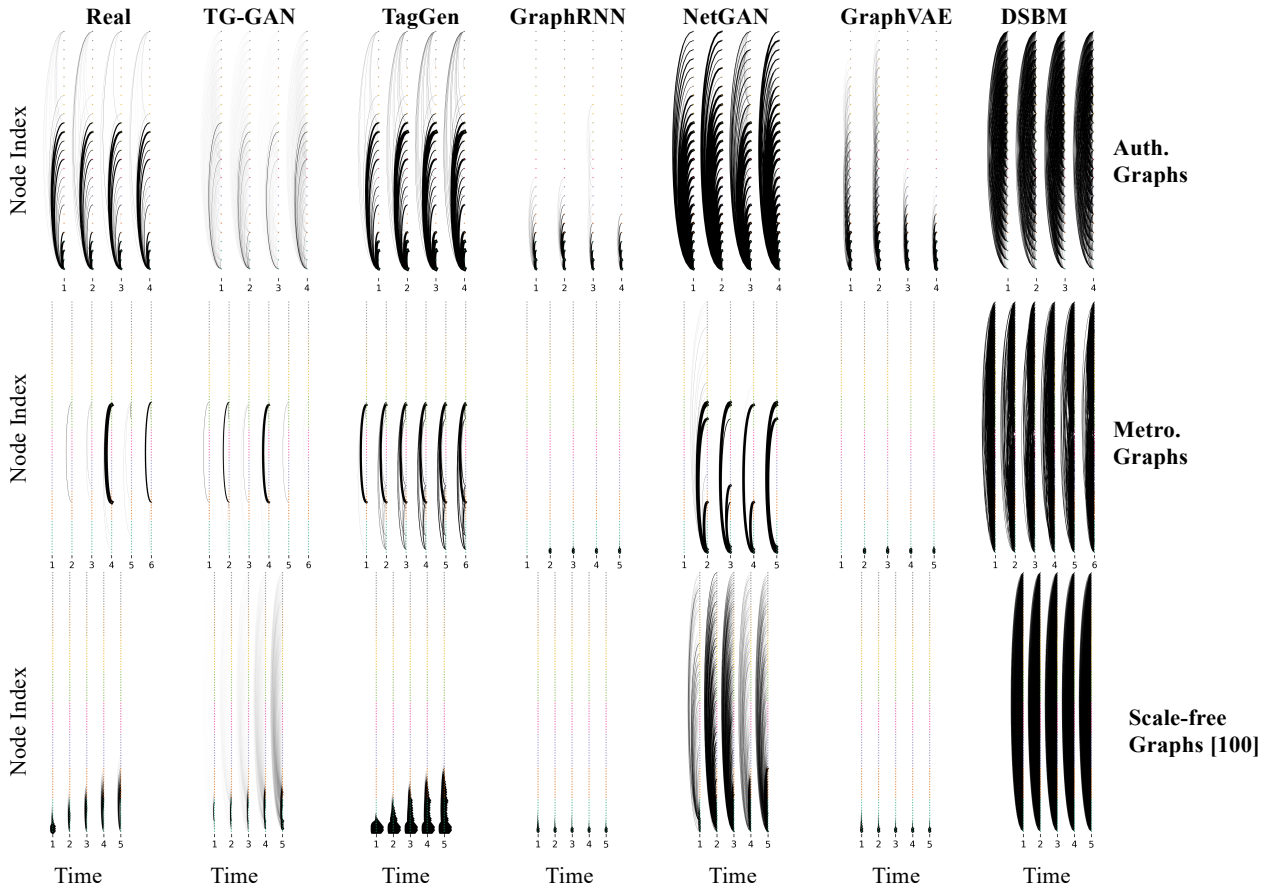 Real TG-GAN TagGen GraphRNN NetGAN GraphVAE DSBM
Node Index
Auth.
Graphs
1 2 3 4 1 2 3 4 1 2 3 4 1 2 3 4 1 2 3 4 1 2 3 4 1 2 3 4
Node Index
Metro.
Graphs
1 2 3 4 5 6 1 2 3 4 5 6 1 2 3 4 5 6 1 2 3 4 5 1 2 3 4 5 1 2 3 4 5 1 2 3 4 5 6
Node Index
Scale-free
Graphs [100]
1 2 3 4 5 1 2 3 4 5 1 2 3 4 5 1 2 3 4 5 1 2 3 4 5 1 2 3 4 5 1 2 3 4 5
Time Time Time Time Time Time Time